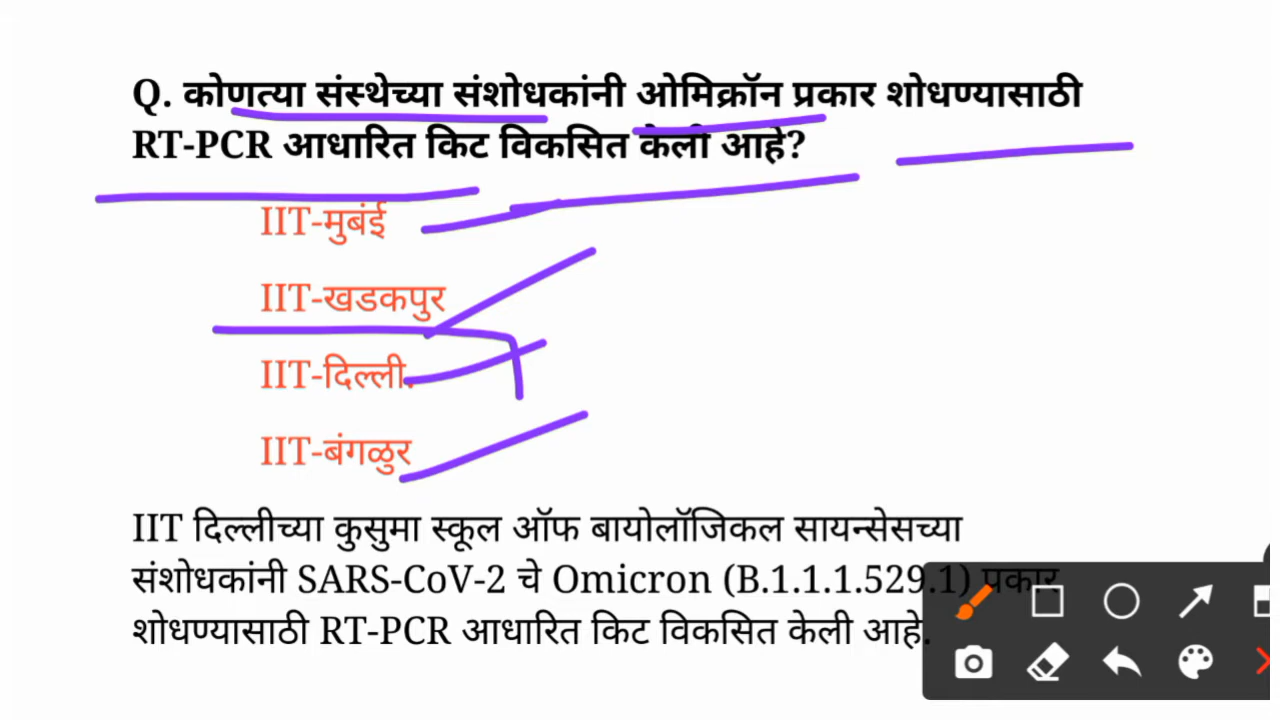 Q. कोणत्या संस्थेच्या संशोधकांनी ओमिक्रॉन प्रकार शोधण्यासाठी
RT-PCR आधारित किट विकसित केली आहे?
IIT-मुबंई
IIT-खडकपुर
IIT-दिल्ली.
IIT-बंगळुर
IIT दिल्लीच्या कुसुमा स्कूल ऑफ बायोलॉजिकल सायन्सेसच्या
संशोधकांनी SARS-CoV-2 चे Omicron (B.1.1.1.529.1) प्रकार
शोधण्यासाठी RT-PCR आधारित किट विकसित केली आहे.